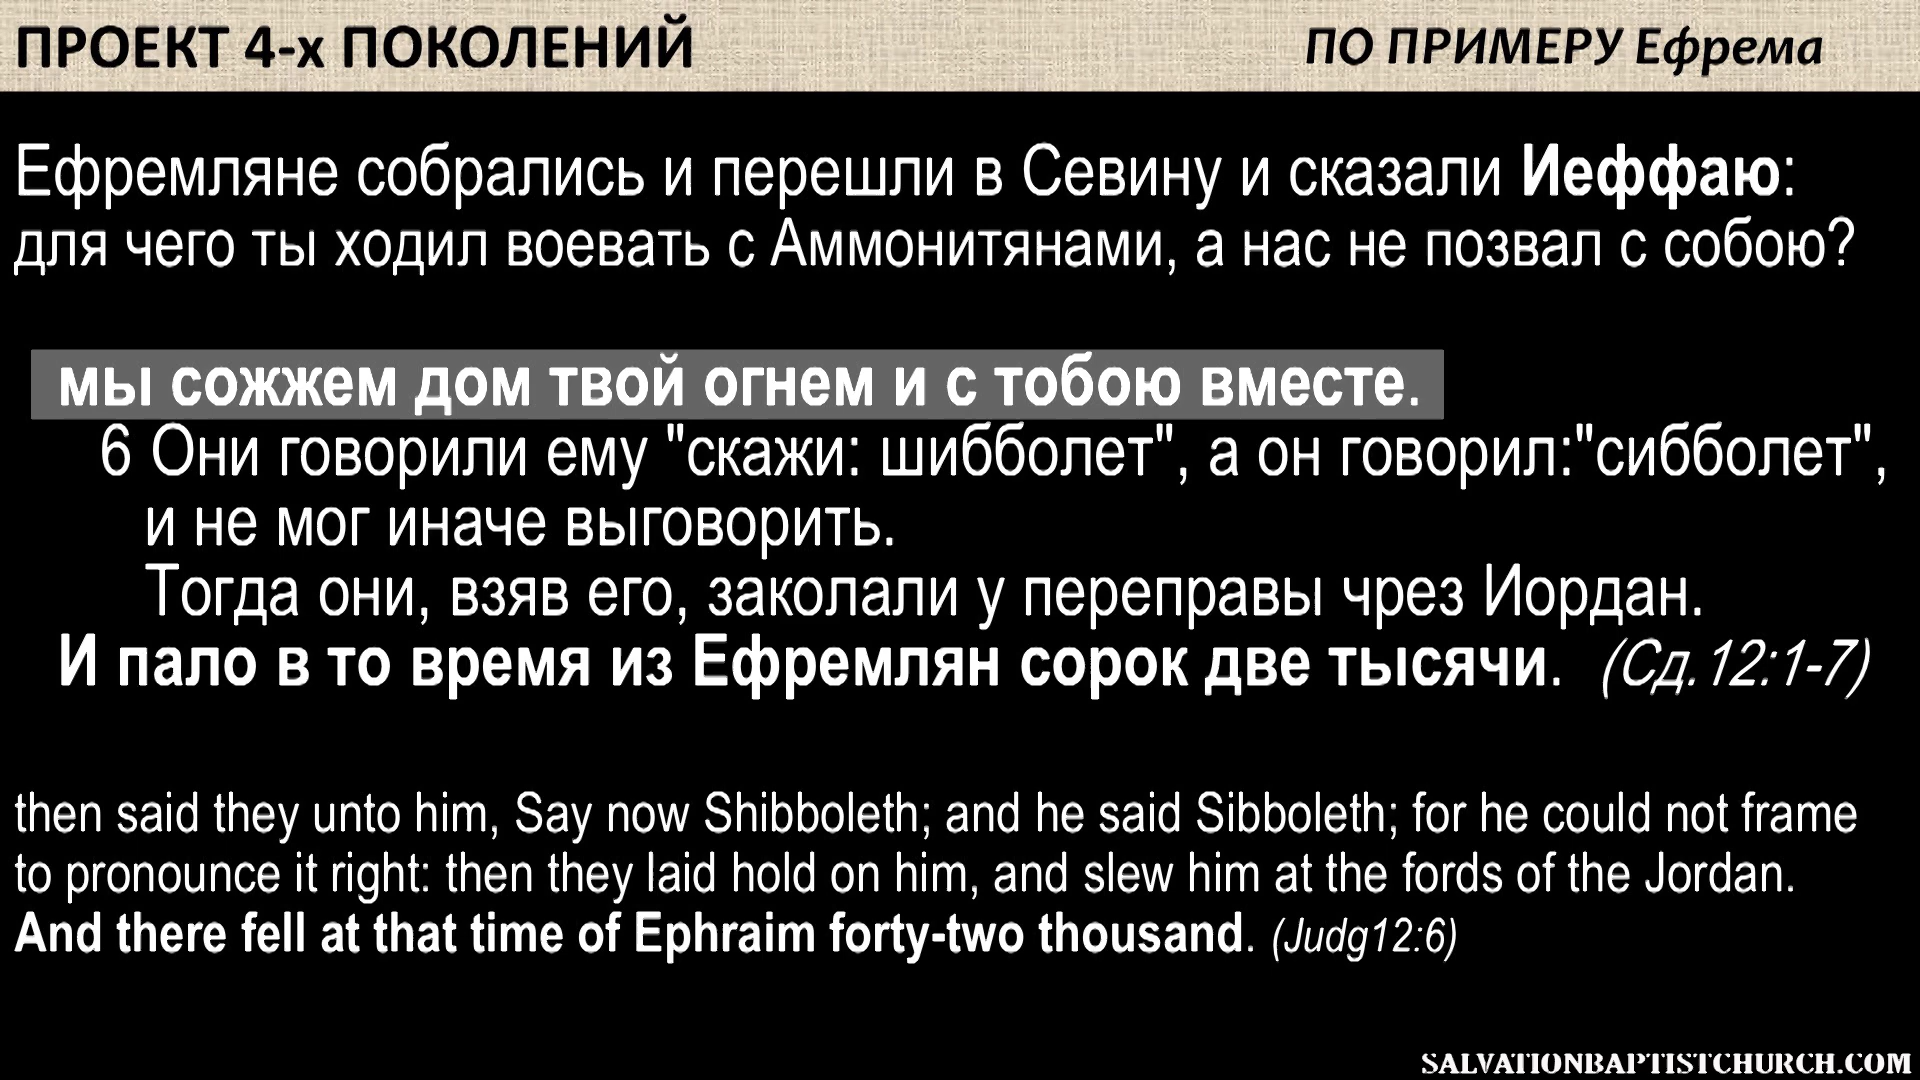 ПРОЕКТ 4-х ПОКОЛЕНИЙ
ПО ПРИМЕРУ Ефрема
Ефремляне собрались и перешли в Севину и сказали Иеффаю:
для чего ты ходил воевать с Аммонитянами, а нас не позвал с собою?
мы сожжем дом твой огнем и с тобою вместе.
6 Они говорили ему "скажи: шибболет", а он говорил:"сибболет",
и не мог иначе выговорить.
Тогда они, взяв его, заколали у переправы чрез Иордан.
И пало в то время из Ефремлян сорок две тысячи. (Сд.12:1-7)
then said they unto him, Say now Shibboleth; and he said Sibboleth; for he could not frame
to pronounce it right: then they laid hold on him, and slew him at the fords of the Jordan.
And there fell at that time of Ephraim forty-two thousand. (Judg12:6)
SALVATIONBAPTISTCHURCH.COM